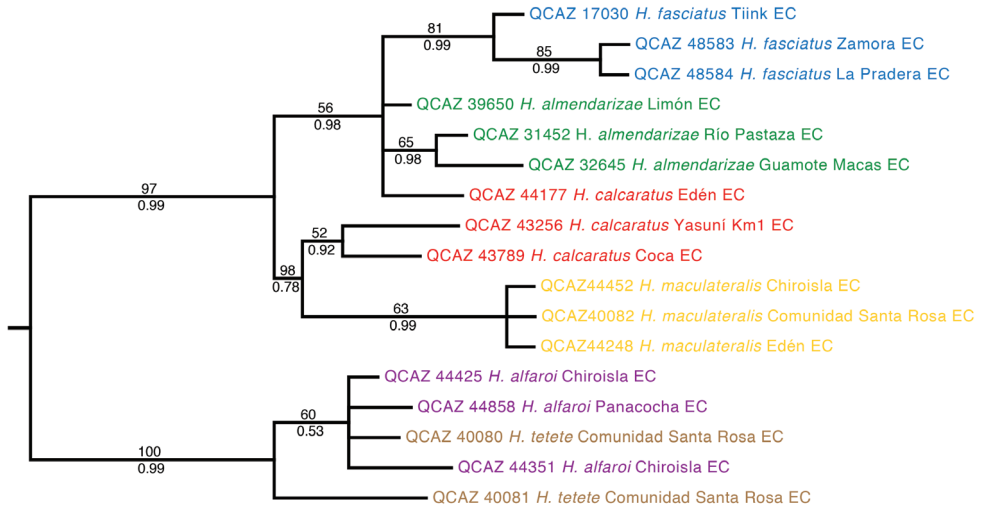 QCAZ 17030 H. fasciatus Tiink EC
81
0.99
QCAZ 48583 H. fasciatus Zamora EC
85
0.99
QCAZ 48584 H. fasciatus La Pradera EC
56
0.98
QCAZ 39650 H. almendarizae Limón EC
QCAZ 31452 H. almendarizae Río Pastaza EC
65
0.98
QCAZ 32645 H. almendarizae Guamote Macas EC
97
0.99
QCAZ 44177 H. calcaratus Edén EC
QCAZ 43256 H. calcaratus Yasuní Km1 EC
52
0.92
QCAZ 43789 H. calcaratus Coca EC
98
0.78
QCAZ44452 H. maculateralis Chiroisla EC
63
0.99
QCAZ40082 H. maculateralis Comunidad Santa Rosa EC
QCAZ44248 H. maculateralis Edén EC
QCAZ 44425 H. alfaroi Chiroisla EC
QCAZ 44858 H. alfaroi Panacocha EC
60
0.53
QCAZ 40080 H. tetete Comunidad Santa Rosa EC
100
0.99
QCAZ 44351 H. alfaroi Chiroisla EC
QCAZ 40081 H. tetete Comunidad Santa Rosa EC